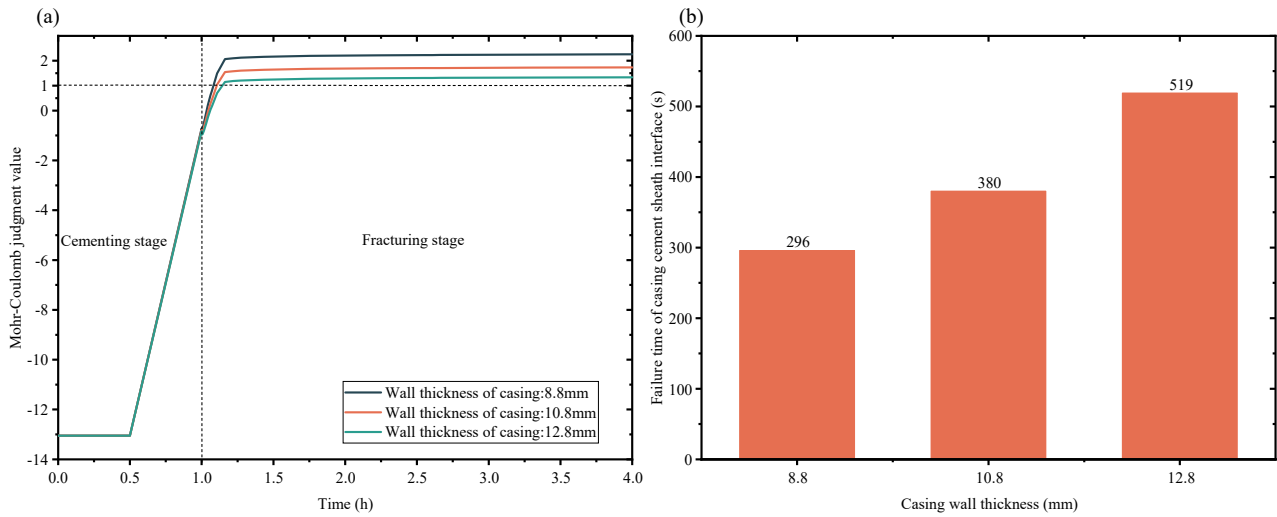 (a)
Mohr-Coulomb judgment value
2
1
0
-2
-4
-6
-8
-10
-12
-14
Cementing stage
Fracturing stage
Wall thickness of casing:8.8mm
Wall thickness of casing:10.8mm
Wall thickness of casing:12.8mm
0.0 0.5 1.0 1.5 2.0 2.5 3.0 3.5 4.0
Time (h)
(b)
Failure time of casing cement sheath interface (s)
600
500
400
300
200
100
0
296
380
519
8.8 10.8 12.8
Casing wall thickness (mm)